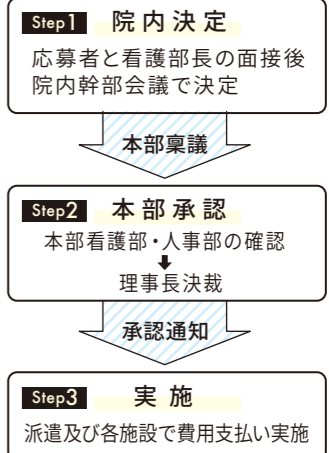 Step1 院内決定
応募者と看護部長の面接後
院内幹部会議で決定
本部稟議
Step2 本部承認
本部看護部・人事部の確認
理事長決裁
承認通知
Step3 実施
派遣及び各施設で費用支払い実施